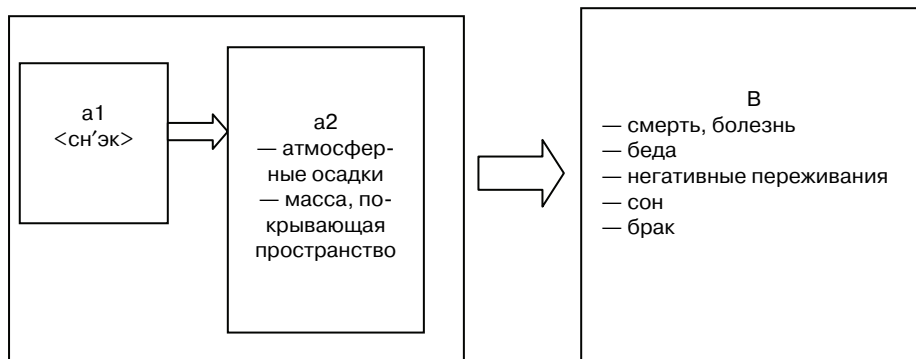 а1
<сн′эк>
а2
— атмосфер-
ные осадки
— масса, по-
крывающая
пространство
В
— смерть, болезнь
— беда
— негативные переживания
— сон
— брак